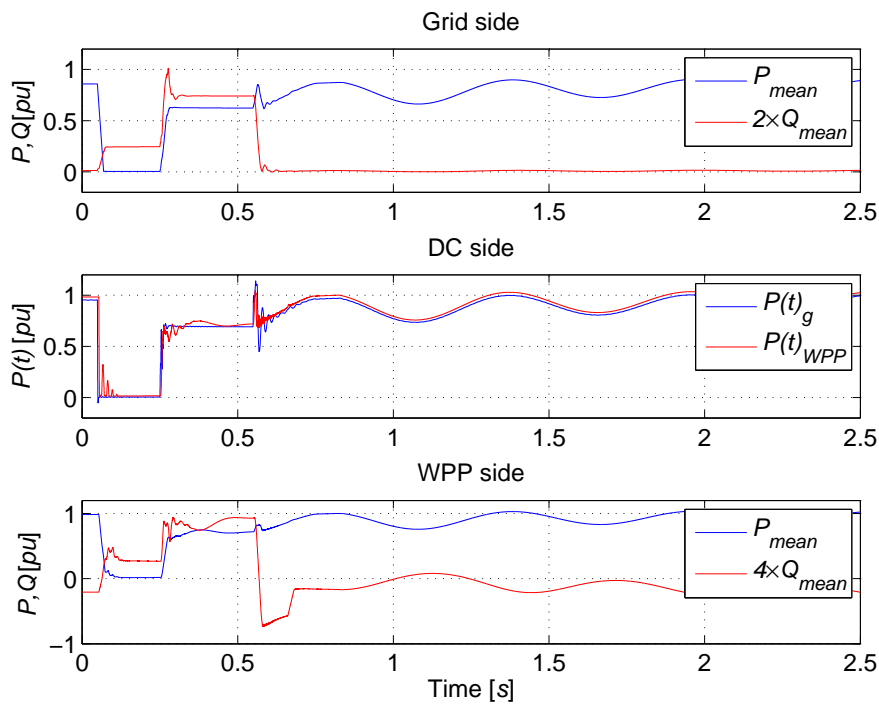 Grid side
P, Q[pu]
1
0.5
0
0 0.5 1 1.5 2 2.5
P_mean
2×Q_mean
DC side
P(t) [pu]
1
0.5
0
0 0.5 1 1.5 2 2.5
P(t)_g
P(t)_WPP
WPP side
P, Q[pu]
1
0
−1
0 0.5 1 1.5 2 2.5
P_mean
4×Q_mean
Time [s]